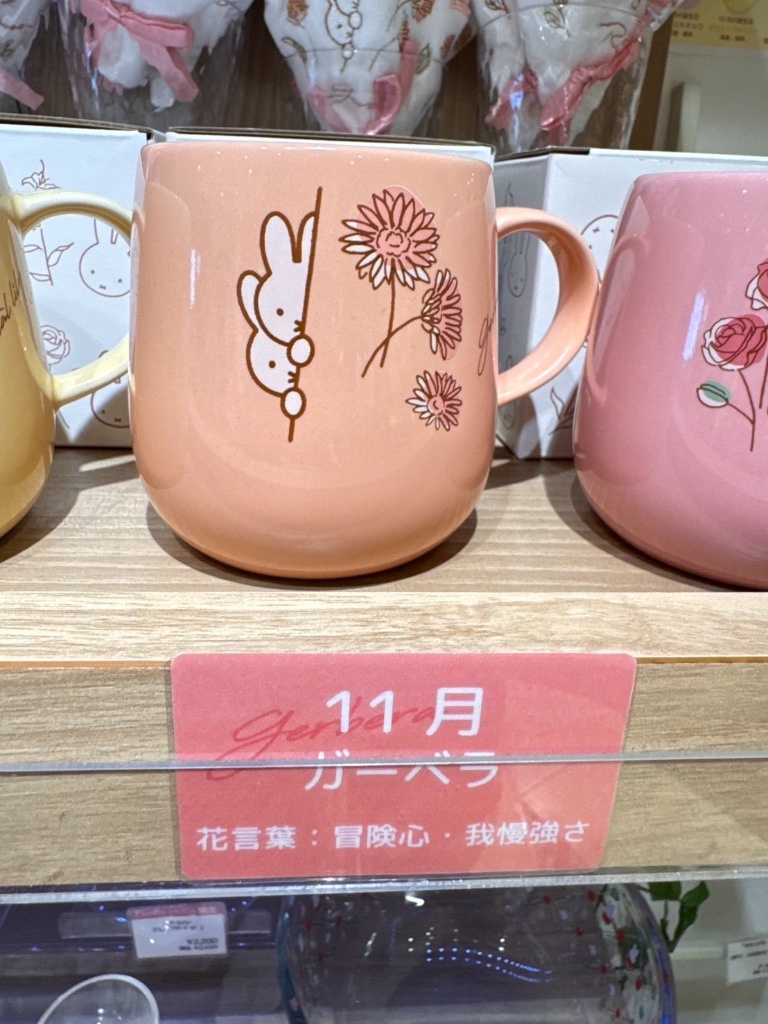 11月
gerbera
ガーベラ
花言葉：冒険心・我慢強さ